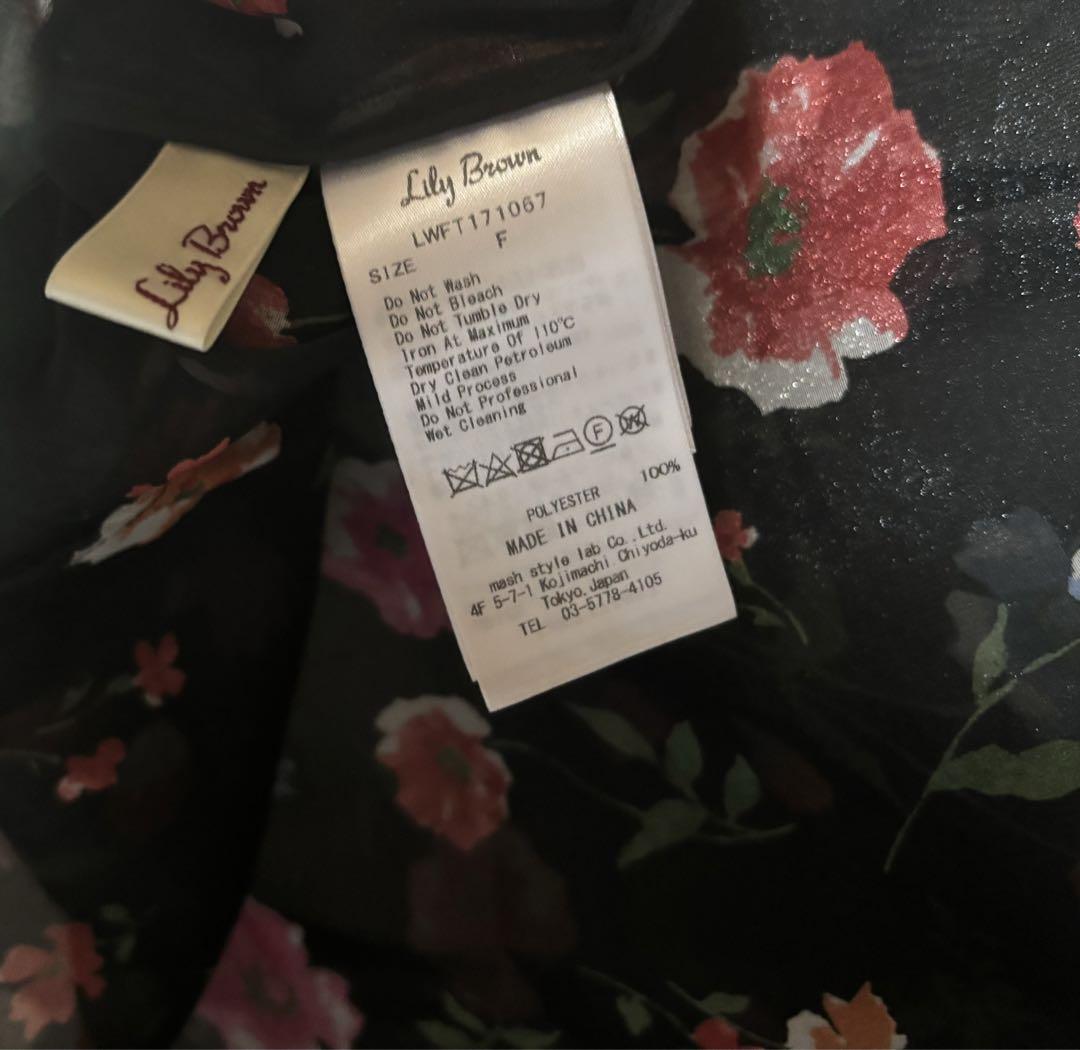 Lily Brown
Lily Brown
LWFT171067
SIZE F
Do Not Wash
Do Not Bleach
Do Not Tumble Dry
Iron At Maximum
Temperature Of 110℃
Dry Clean Petroleum
Mild Process
Do Not Professional
Wet Cleaning
F
W
POLYESTER 100%
MADE IN CHINA
mash style lab Co.,Ltd.
4F 5-7-1 Kojimachi Chiyoda-ku
Tokyo.Japan
TEL 03-5778-4105